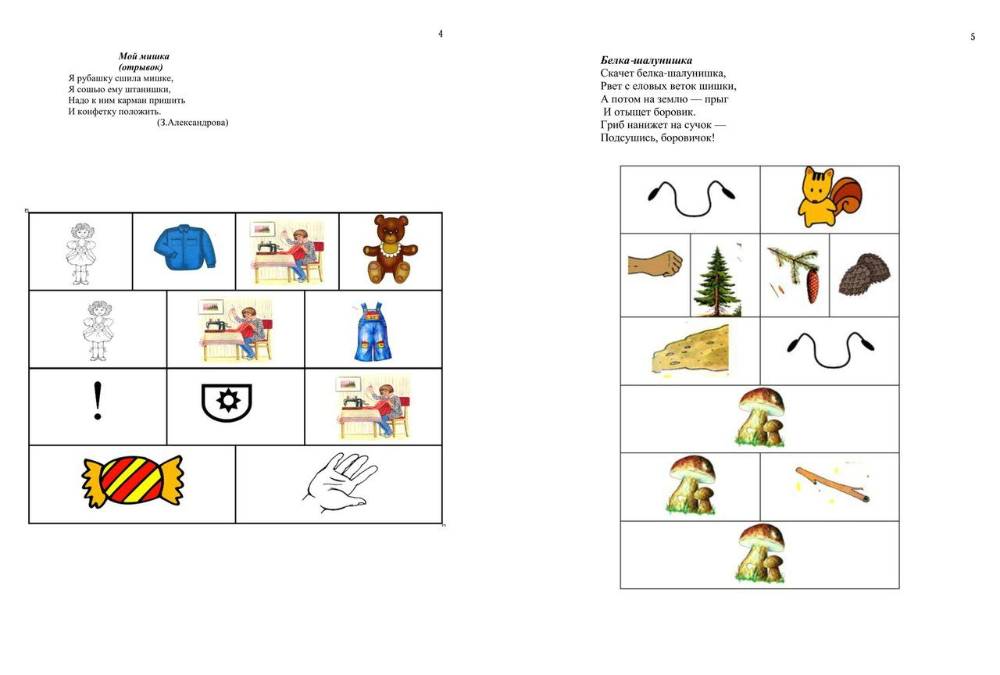 4
Мой мишка
(отрывок)
Я рубашку сшила мишке,
Я сошью ему штанишки,
Надо к ним карман пришить
И конфетку положить.
(З.Александрова)
!
5
Белка-шалунишка
Скачет белка-шалунишка,
Рвет с еловых веток шишки,
А потом на землю — прыг
И отыщет боровик.
Гриб нанижет на сучок —
Подсушись, боровичок!